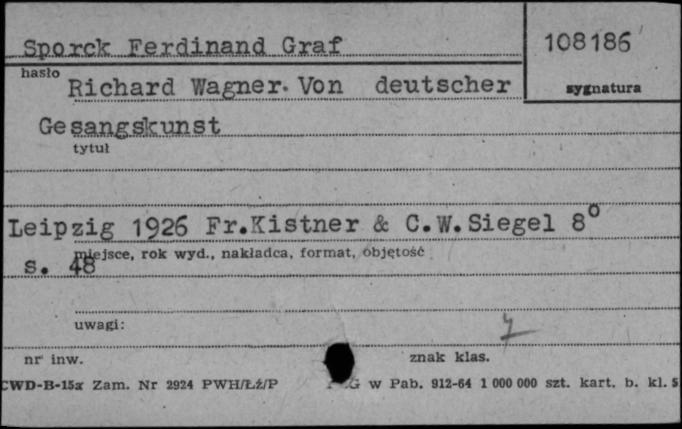 Sporck Ferdinand Graf
108186
hasło
Richard Wagner. Von deutscher
sygnatura
Gesangskunst
tytuł
Leipzig 1926 Fr.Kistner & C.W.Siegel 8°
miejsce, rok wyd., nakładca, format, objętość
s. 48
uwagi:
nr inw.
znak klas.
CWD-B-15a Zam. Nr 2924 PWH/Łź/P
w Pab. 912-64 1 000 000 szt. kart. b. kl. 5